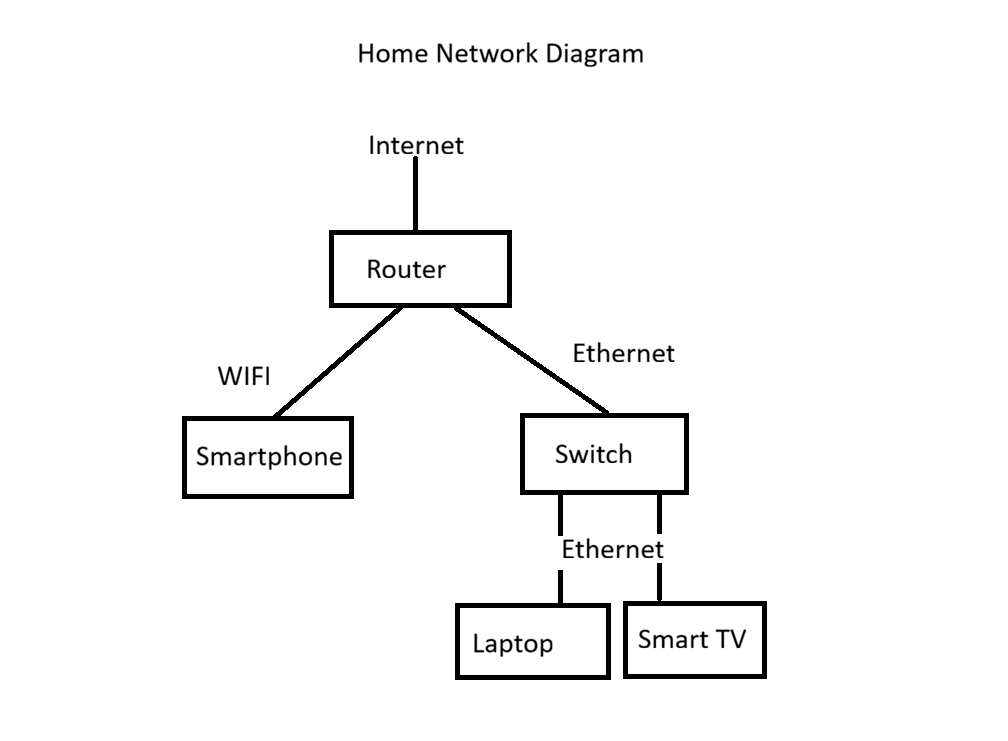 Home Network Diagram
Internet
Router
Ethernet
WIFI
Smartphone
Switch
Ethernet
Laptop
Smart TV